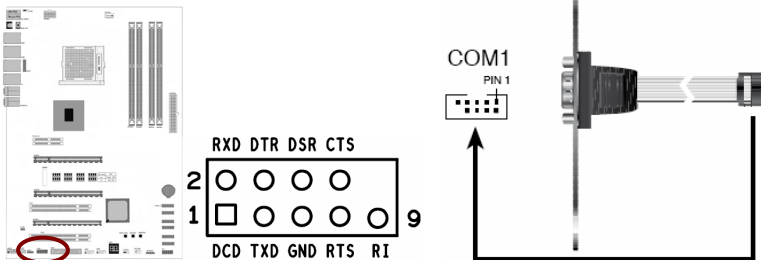 COM1
PIN 1
RXD DTR DSR CTS
2
1
9
DCD TXD GND RTS RI